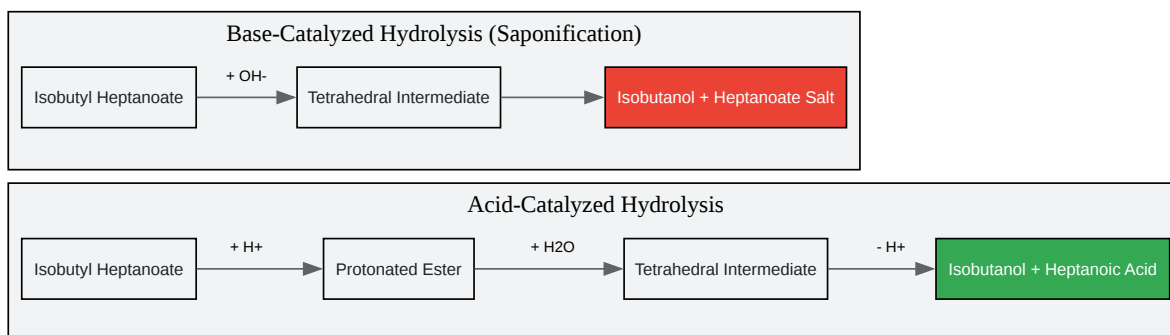 Base-Catalyzed Hydrolysis (Saponification)
+ OH-
Isobutyl Heptanoate
Tetrahedral Intermediate
Isobutanol + Heptanoate Salt
Acid-Catalyzed Hydrolysis
+ H+
+ H2O
- H+
Isobutyl Heptanoate
Protonated Ester
Tetrahedral Intermediate
Isobutanol + Heptanoic Acid